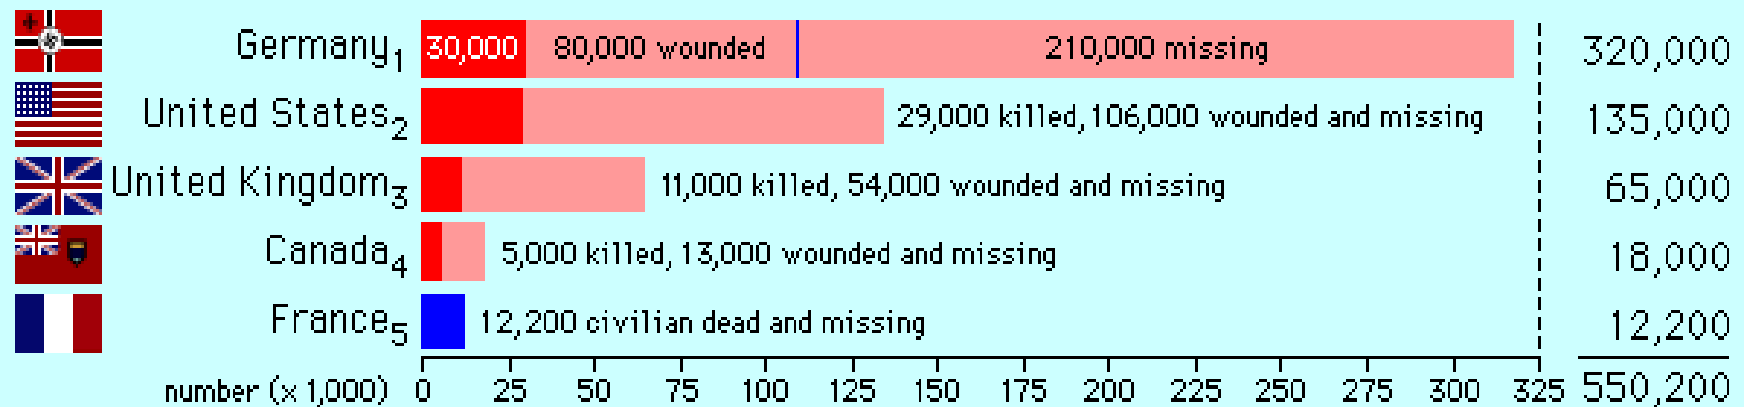 Germany1 30,000 80,000 wounded 210,000 missing 320,000
United States2 29,000 killed, 106,000 wounded and missing 135,000
United Kingdom3 11,000 killed, 54,000 wounded and missing 65,000
Canada4 5,000 killed, 13,000 wounded and missing 18,000
France5 12,200 civilian dead and missing 12,200
number (x 1,000) 0 25 50 75 100 125 150 175 200 225 250 275 300 325 550,200